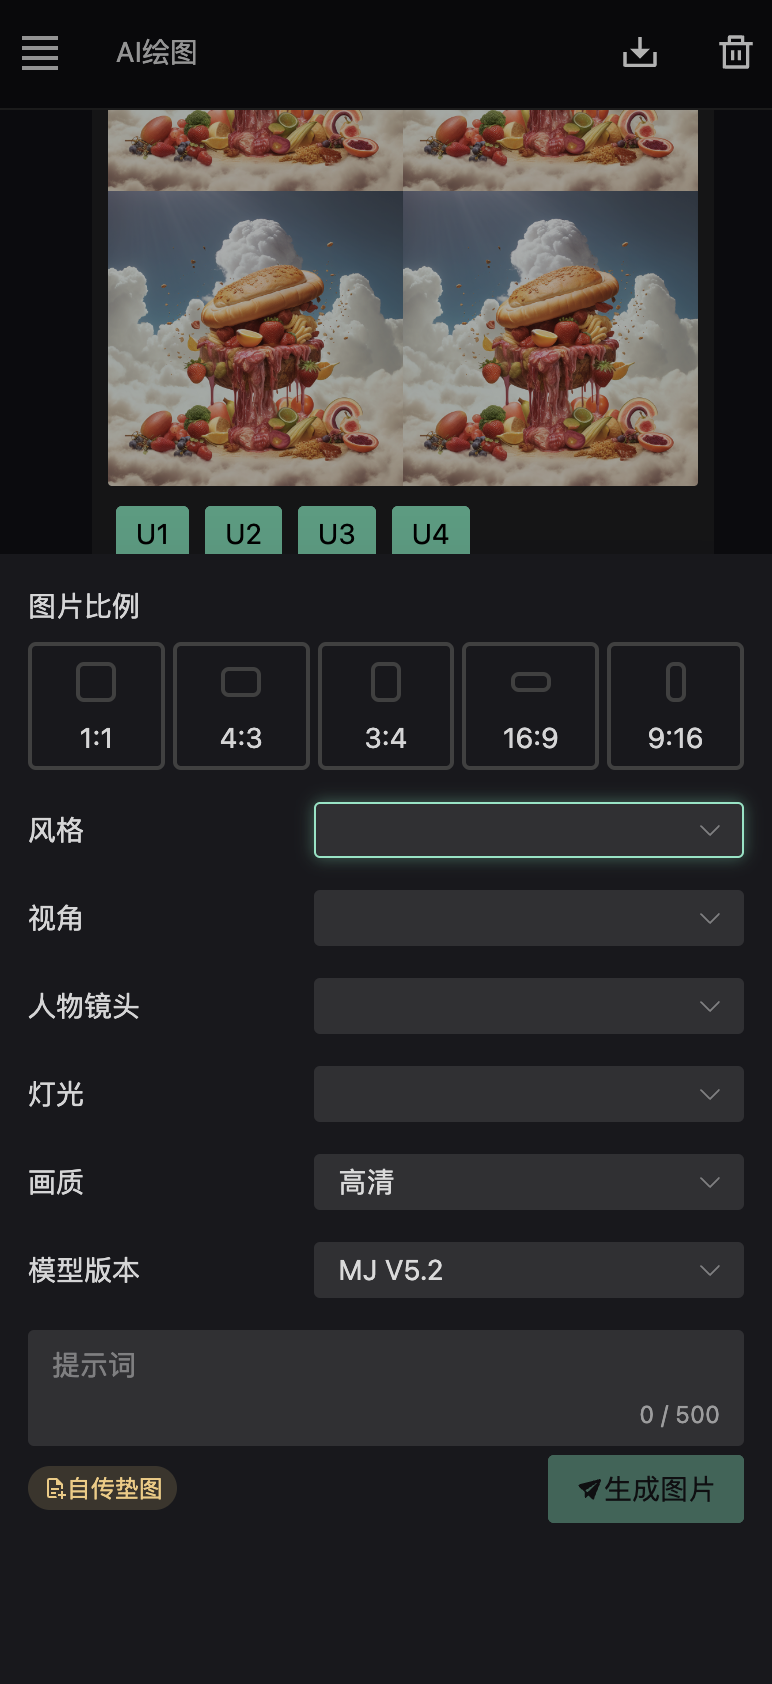 AI绘图
U1 U2 U3 U4
图片比例
1:1 4:3 3:4 16:9 9:16
风格
视角
人物镜头
灯光
画质 高清
模型版本 MJ V5.2
提示词
0 / 500
自传垫图 生成图片